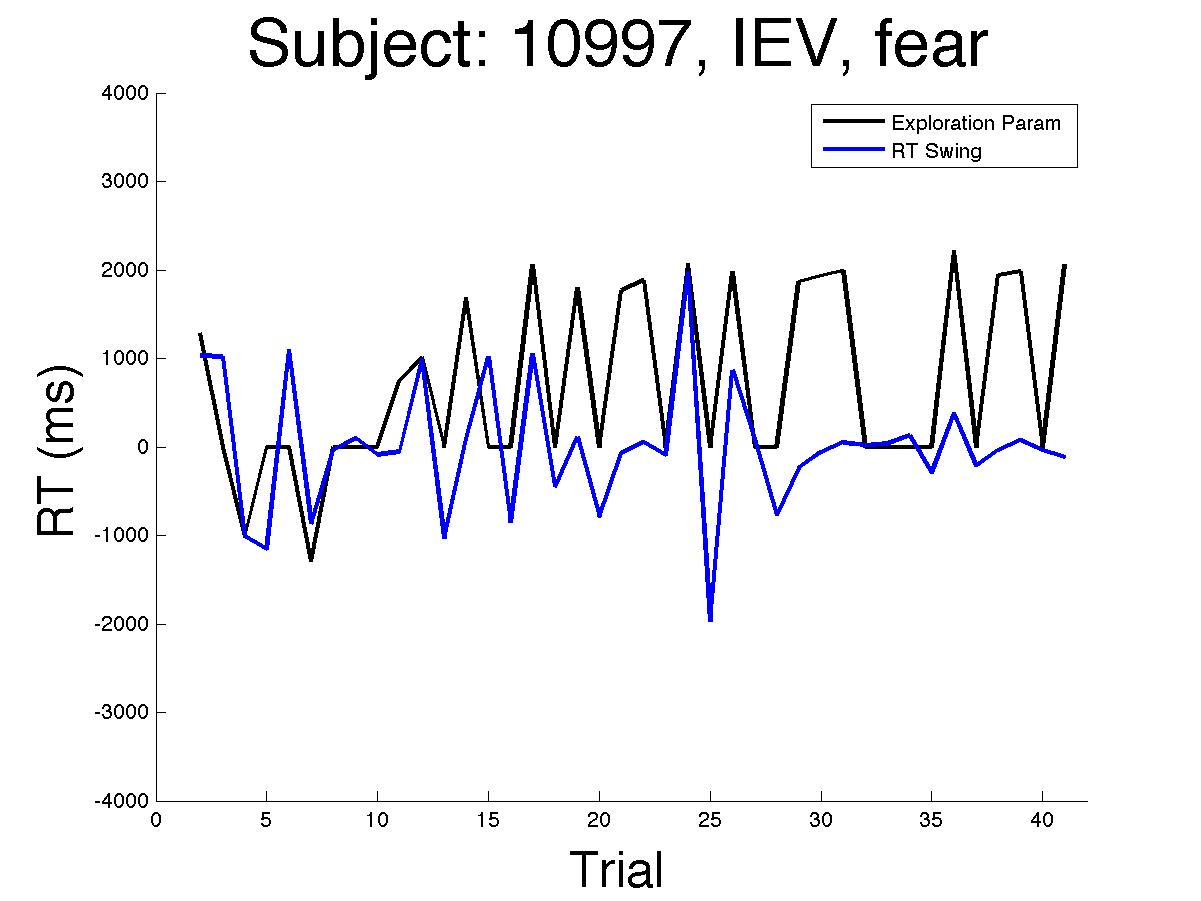 Subject: 10997, IEV, fear
4000
3000
2000
1000
0
-1000
-2000
-3000
-4000
RT (ms)
Exploration Param
RT Swing
0 5 10 15 20 25 30 35 40
Trial